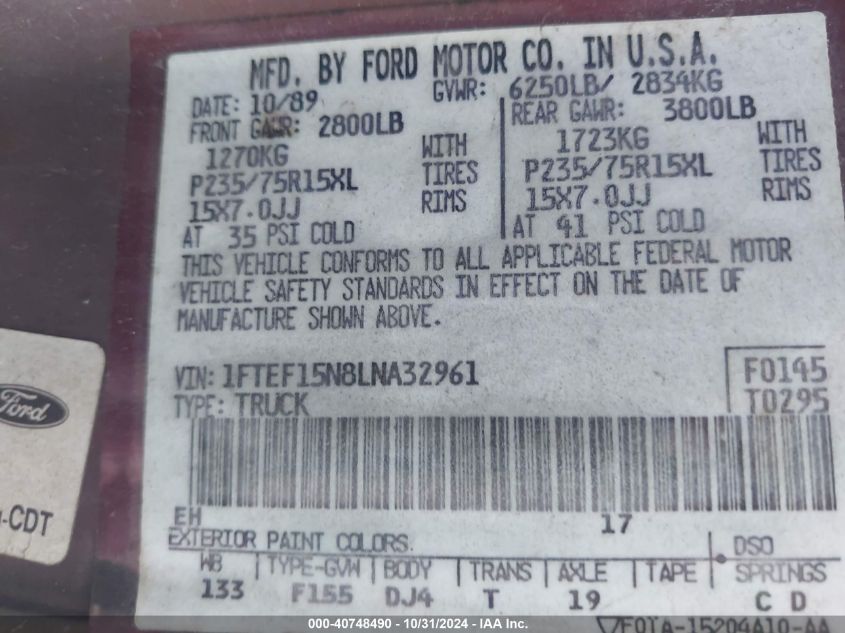 MFD. BY FORD MOTOR CO. IN U.S.A.
DATE: 10/89 GVWR: 6250LB/ 2834KG
FRONT GAWR: 2800LB REAR GAWR: 3800LB
1270KG WITH 1723KG WITH
P235/75R15XL TIRES P235/75R15XL TIRES
15X7.0JJ RIMS 15X7.0JJ RIMS
AT 35 PSI COLD AT 41 PSI COLD
THIS VEHICLE CONFORMS TO ALL APPLICABLE FEDERAL MOTOR
VEHICLE SAFETY STANDARDS IN EFFECT ON THE DATE OF
MANUFACTURE SHOWN ABOVE.
VIN: 1FTEF15N8LNA32961 F0145
TYPE: TRUCK T0295
Ford
-CDT
EH 17
EXTERIOR PAINT COLORS. DSO
WB TYPE-GVW BODY TRANS AXLE TAPE SPRINGS
133 F155 DJ4 T 19 C D
F0TA-15204A10-AA
000-40748490 - 10/31/2024 - IAA Inc.